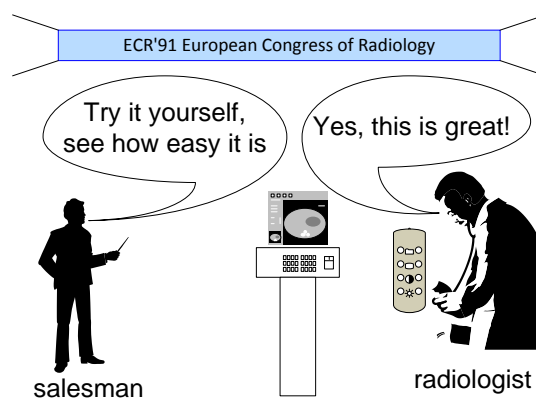 ECR'91 European Congress of Radiology
Try it yourself,
see how easy it is
Yes, this is great!
salesman
radiologist